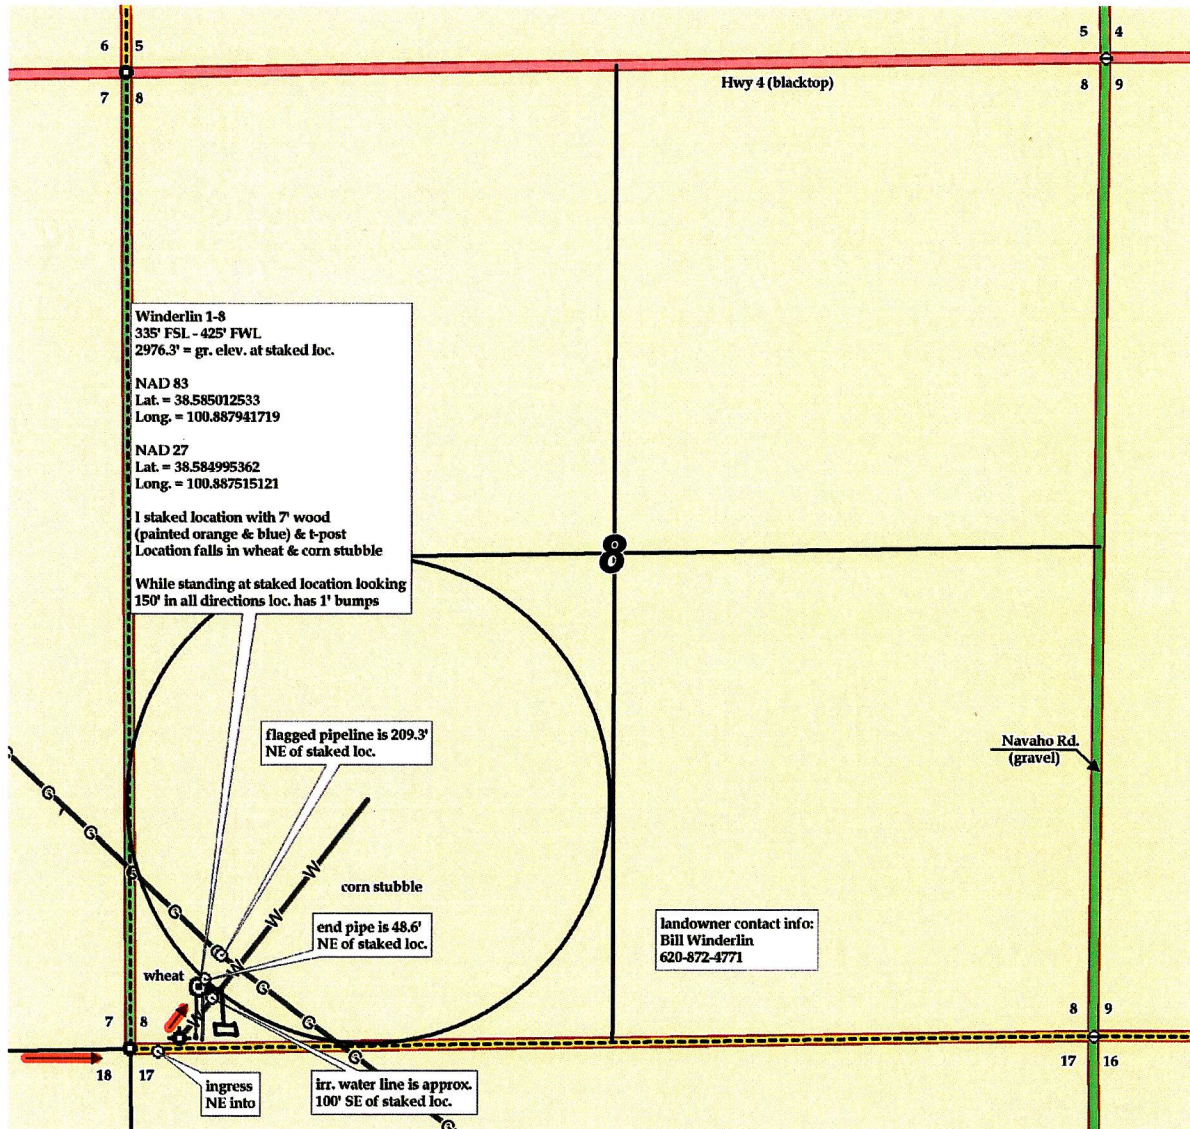 6 5
5 4
Hwy 4 (blacktop)
7 8
8 9
Winderlin 1-8
335' FSL - 425' FWL
2976.3' = gr. elev. at staked loc.
NAD 83
Lat. = 38.585012533
Long. = 100.887941719
NAD 27
Lat. = 38.584995362
Long. = 100.887515121
I staked location with 7' wood
(painted orange & blue) & t-post
Location falls in wheat & corn stubble
While standing at staked location looking
150' in all directions loc. has 1' bumps
8
flagged pipeline is 209.3'
NE of staked loc.
Navaho Rd.
(gravel)
G
G
G
G
G
G
G
G
G
W
W
W
W
corn stubble
end pipe is 48.6'
NE of staked loc.
landowner contact info:
Bill Winderlin
620-872-4771
wheat
7 8
8 9
18 17
17 16
ingress
NE into
irr. water line is approx.
100' SE of staked loc.